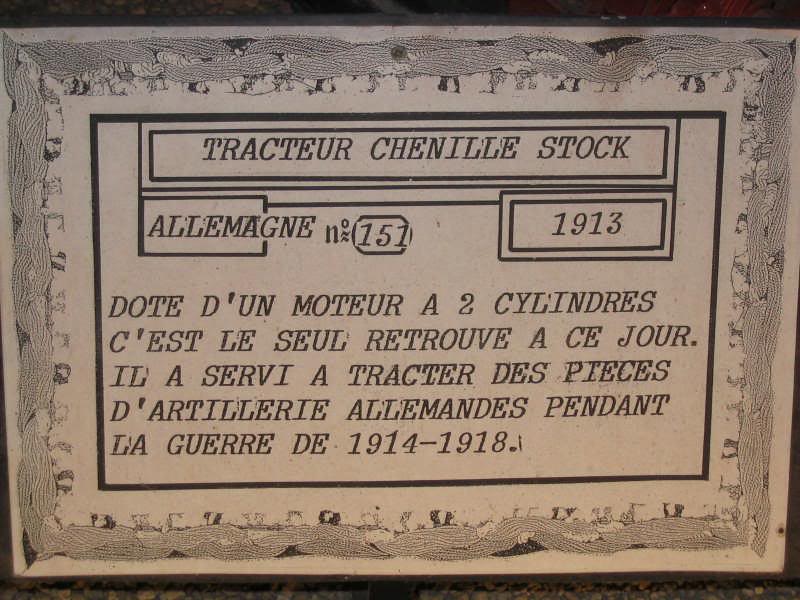 TRACTEUR CHENILLE STOCK
ALLEMAGNE nº 151 1913
DOTE D'UN MOTEUR A 2 CYLINDRES
C'EST LE SEUL RETROUVE A CE JOUR.
IL A SERVI A TRACTER DES PIECES
D'ARTILLERIE ALLEMANDES PENDANT
LA GUERRE DE 1914-1918.